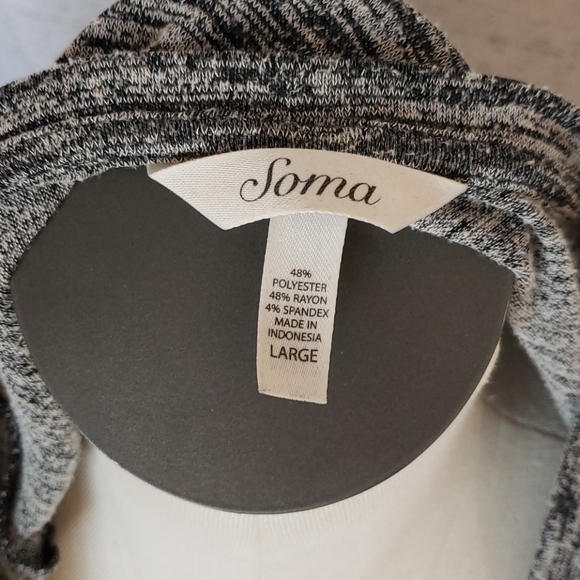 Soma
48%
POLYESTER
48% RAYON
4% SPANDEX
MADE IN
INDONESIA
LARGE